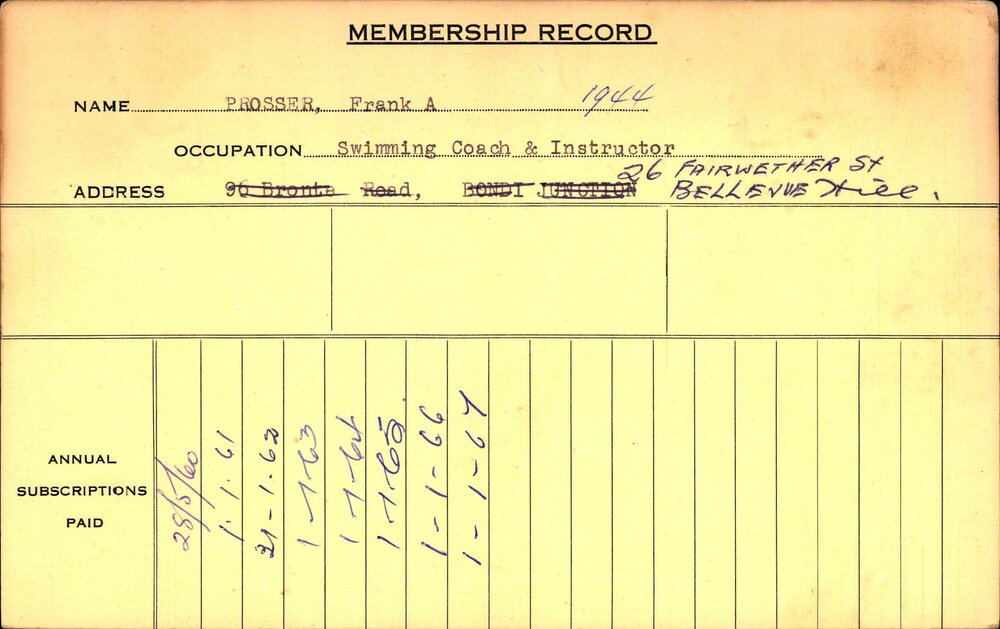 MEMBERSHIP RECORD
NAME PROSSER, Frank A 1944
OCCUPATION Swimming Coach & Instructor
ADDRESS 96 Bronte Road, BONDI JUNCTION 26 FAIRWETHER St
BELLEVUE Hill.
ANNUAL
SUBSCRIPTIONS
PAID
28/5/60
1.1.61
31-1.62
1-1-63
1-1-64
1-1-65
1-1-66
1-1-67